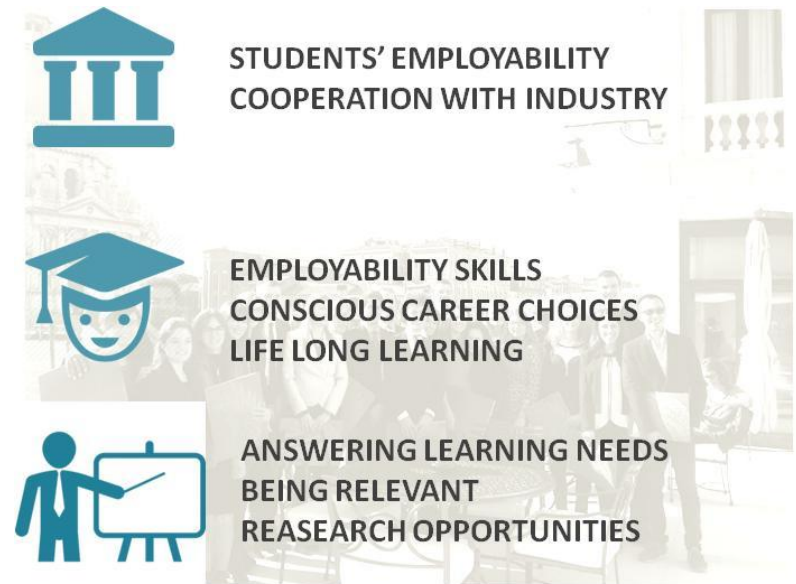 STUDENTS’ EMPLOYABILITY
COOPERATION WITH INDUSTRY
EMPLOYABILITY SKILLS
CONSCIOUS CAREER CHOICES
LIFE LONG LEARNING
ANSWERING LEARNING NEEDS
BEING RELEVANT
REASEARCH OPPORTUNITIES